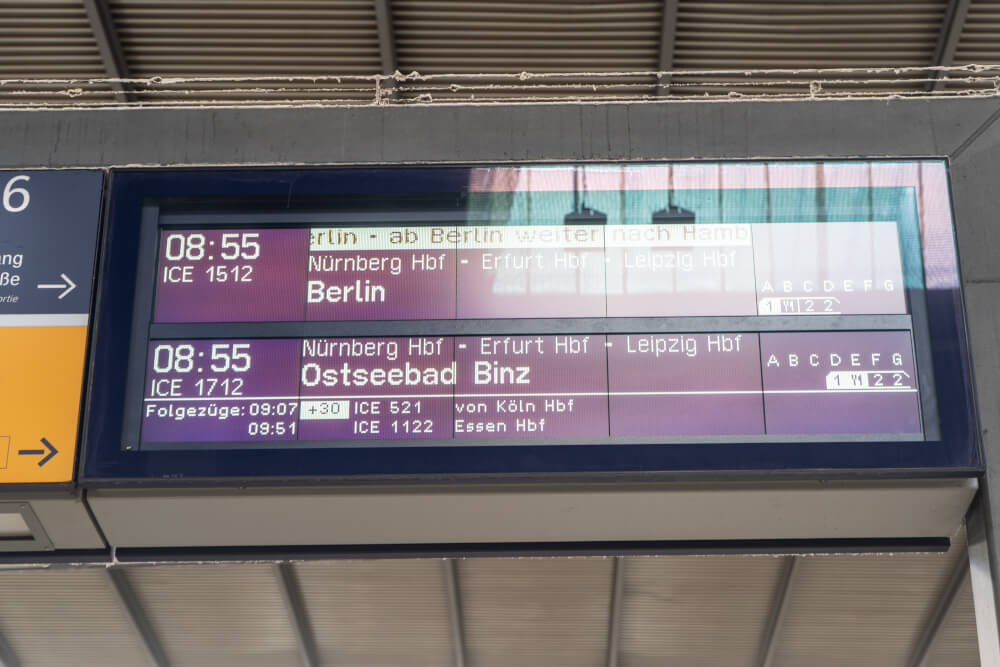 6
ng
ße
ortie
08:55
ICE 1512
erlin - ab Berlin weiter nach Hamb
Nürnberg Hbf - Erfurt Hbf - Leipzig Hbf
Berlin
A B C D E F G
1 2 2
08:55
ICE 1712
Nürnberg Hbf - Erfurt Hbf - Leipzig Hbf
Ostseebad Binz
A B C D E F G
1 2 2
Folgezüge: 09:07 +30 ICE 521 von Köln Hbf
09:51 ICE 1122 Essen Hbf